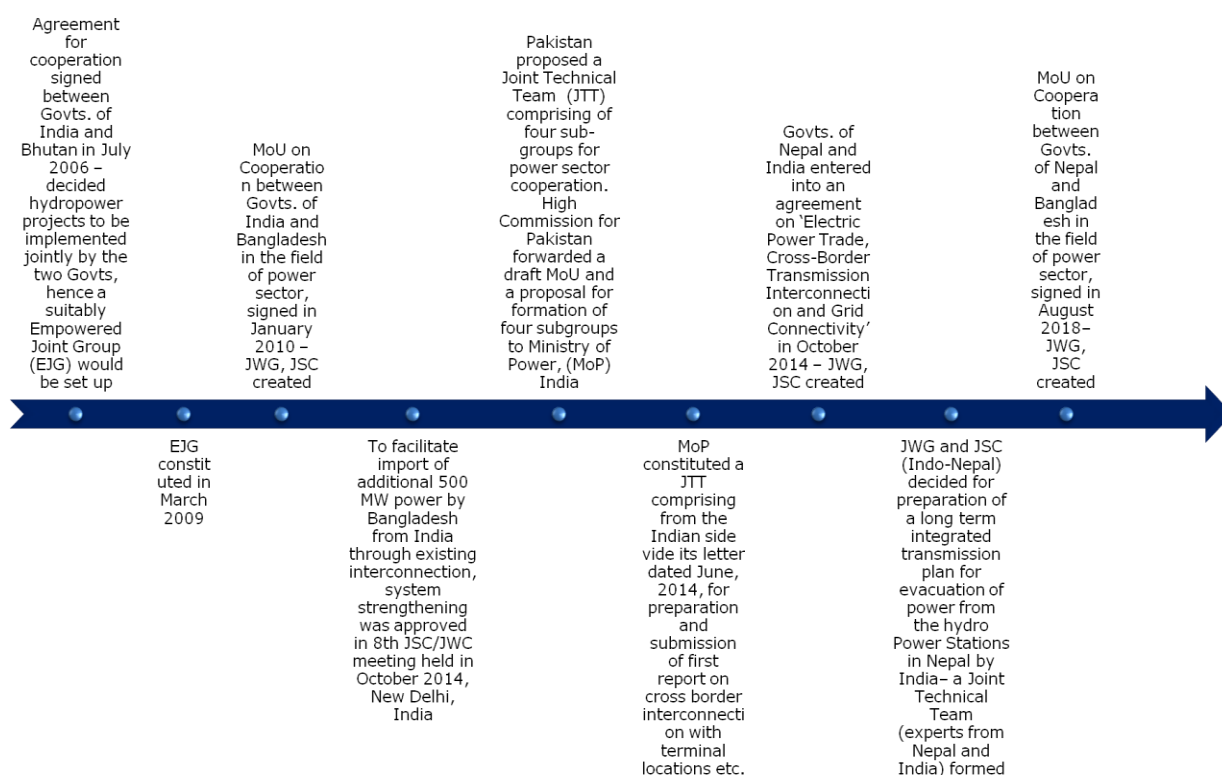 Agreement
for
cooperation
signed
between
Govts. of
India and
Bhutan in July
2006 –
decided
hydropower
projects to be
implemented
jointly by the
two Govts,
hence a
suitably
Empowered
Joint Group
(EJG) would
be set up
EJG
constit
uted in
March
2009
MoU on
Cooperatio
n between
Govts. of
India and
Bangladesh
in the field
of power
sector,
signed in
January
2010 –
JWG, JSC
created
To facilitate
import of
additional 500
MW power by
Bangladesh
from India
through existing
interconnection,
system
strengthening
was approved
in 8th JSC/JWC
meeting held in
October 2014,
New Delhi,
India
Pakistan
proposed a
Joint Technical
Team (JTT)
comprising of
four sub-
groups for
power sector
cooperation.
High
Commission for
Pakistan
forwarded a
draft MoU and
a proposal for
formation of
four subgroups
to Ministry of
Power, (MoP)
India
MoP
constituted a
JTT
comprising
from the
Indian side
vide its letter
dated June,
2014, for
preparation
and
submission
of first
report on
cross border
interconnecti
on with
terminal
locations etc.
Govts. of
Nepal and
India entered
into an
agreement
on ‘Electric
Power Trade,
Cross-Border
Transmission
Interconnecti
on and Grid
Connectivity’
in October
2014 – JWG,
JSC created
JWG and JSC
(Indo-Nepal)
decided for
preparation of
a long term
integrated
transmission
plan for
evacuation of
power from
the hydro
Power Stations
in Nepal by
India– a Joint
Technical
Team
(experts from
Nepal and
India) formed
MoU on
Coopera
tion
between
Govts.
of Nepal
and
Banglad
esh in
the field
of power
sector,
signed in
August
2018–
JWG,
JSC
created